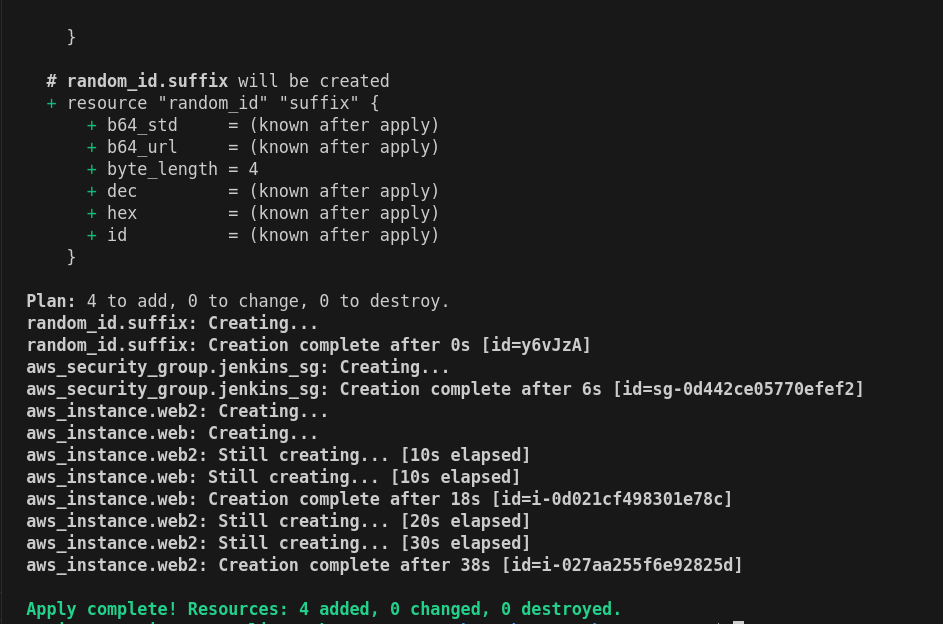 }
# random_id.suffix will be created
+ resource "random_id" "suffix" {
+ b64_std     = (known after apply)
+ b64_url     = (known after apply)
+ byte_length = 4
+ dec         = (known after apply)
+ hex         = (known after apply)
+ id          = (known after apply)
}
Plan: 4 to add, 0 to change, 0 to destroy.
random_id.suffix: Creating...
random_id.suffix: Creation complete after 0s [id=y6vJzA]
aws_security_group.jenkins_sg: Creating...
aws_security_group.jenkins_sg: Creation complete after 6s [id=sg-0d442ce05770efef2]
aws_instance.web2: Creating...
aws_instance.web: Creating...
aws_instance.web2: Still creating... [10s elapsed]
aws_instance.web: Still creating... [10s elapsed]
aws_instance.web: Creation complete after 18s [id=i-0d021cf498301e78c]
aws_instance.web2: Still creating... [20s elapsed]
aws_instance.web2: Still creating... [30s elapsed]
aws_instance.web2: Creation complete after 38s [id=i-027aa255f6e92825d]
Apply complete! Resources: 4 added, 0 changed, 0 destroyed.